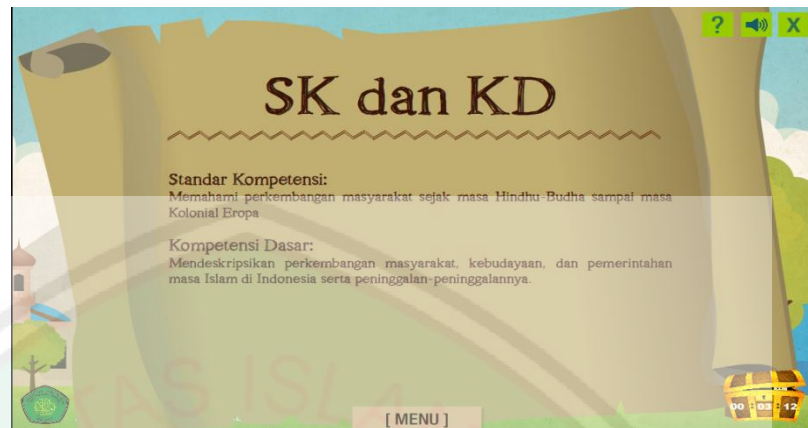 ? X
SK dan KD
Standar Kompetensi:
Memahami perkembangan masyarakat sejak masa Hindhu-Budha sampai masa
Kolonial Eropa
Kompetensi Dasar:
Mendeskripsikan perkembangan masyarakat, kebudayaan, dan pemerintahan
masa Islam di Indonesia serta peninggalan-peninggalannya.
[ MENU ]
00 : 03 : 12